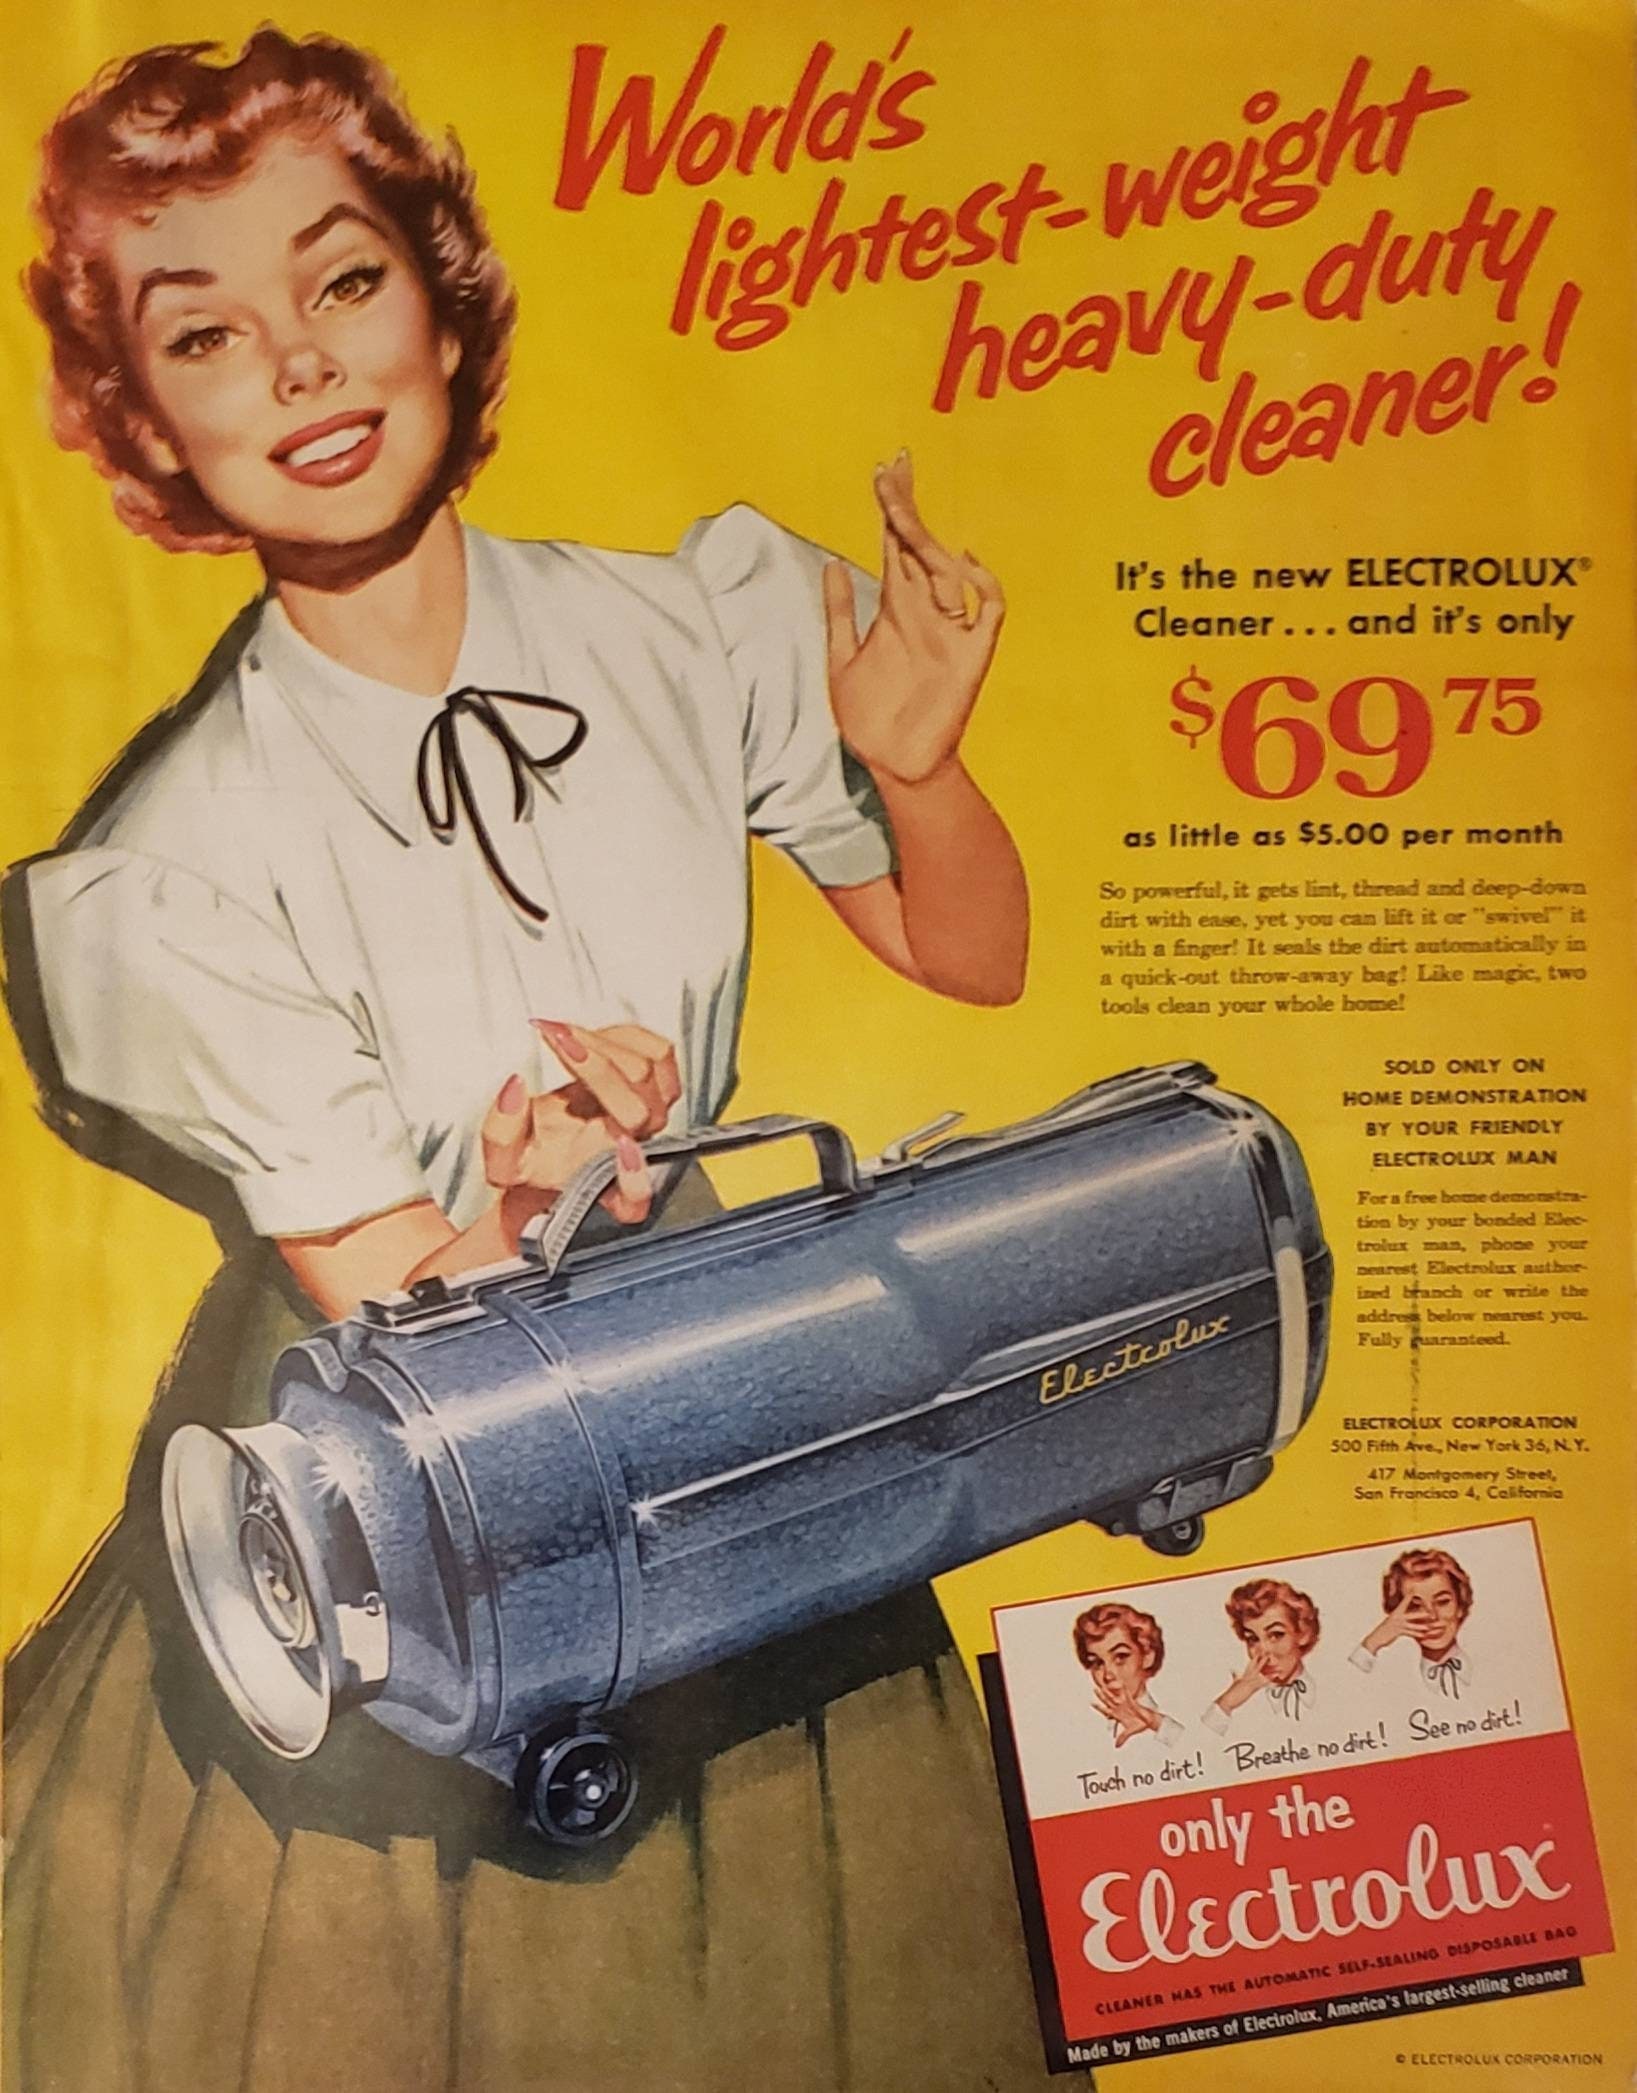 World's
lightest-weight
heavy-duty
cleaner!
It's the new ELECTROLUX®
Cleaner... and it's only
$69 75
as little as $5.00 per month
So powerful, it gets lint, thread and deep-down
dirt with ease, yet you can lift it or "swivel" it
with a finger! It seals the dirt automatically in
a quick-out throw-away bag! Like magic, two
tools clean your whole home!
SOLD ONLY ON
HOME DEMONSTRATION
BY YOUR FRIENDLY
ELECTROLUX MAN
For a free home demonstra-
tion by your bonded Elec-
trolux man, phone your
nearest Electrolux author-
ized branch or write the
address below nearest you.
Fully guaranteed.
ELECTROLUX CORPORATION
500 Fifth Ave., New York 36, N.Y.
417 Montgomery Street,
San Francisco 4, California
Electrolux
Touch no dirt! Breathe no dirt! See no dirt!
only the
Electrolux
CLEANER HAS THE AUTOMATIC SELF-SEALING DISPOSABLE BAG
Made by the makers of Electrolux, America's largest-selling cleaner
© ELECTROLUX CORPORATION